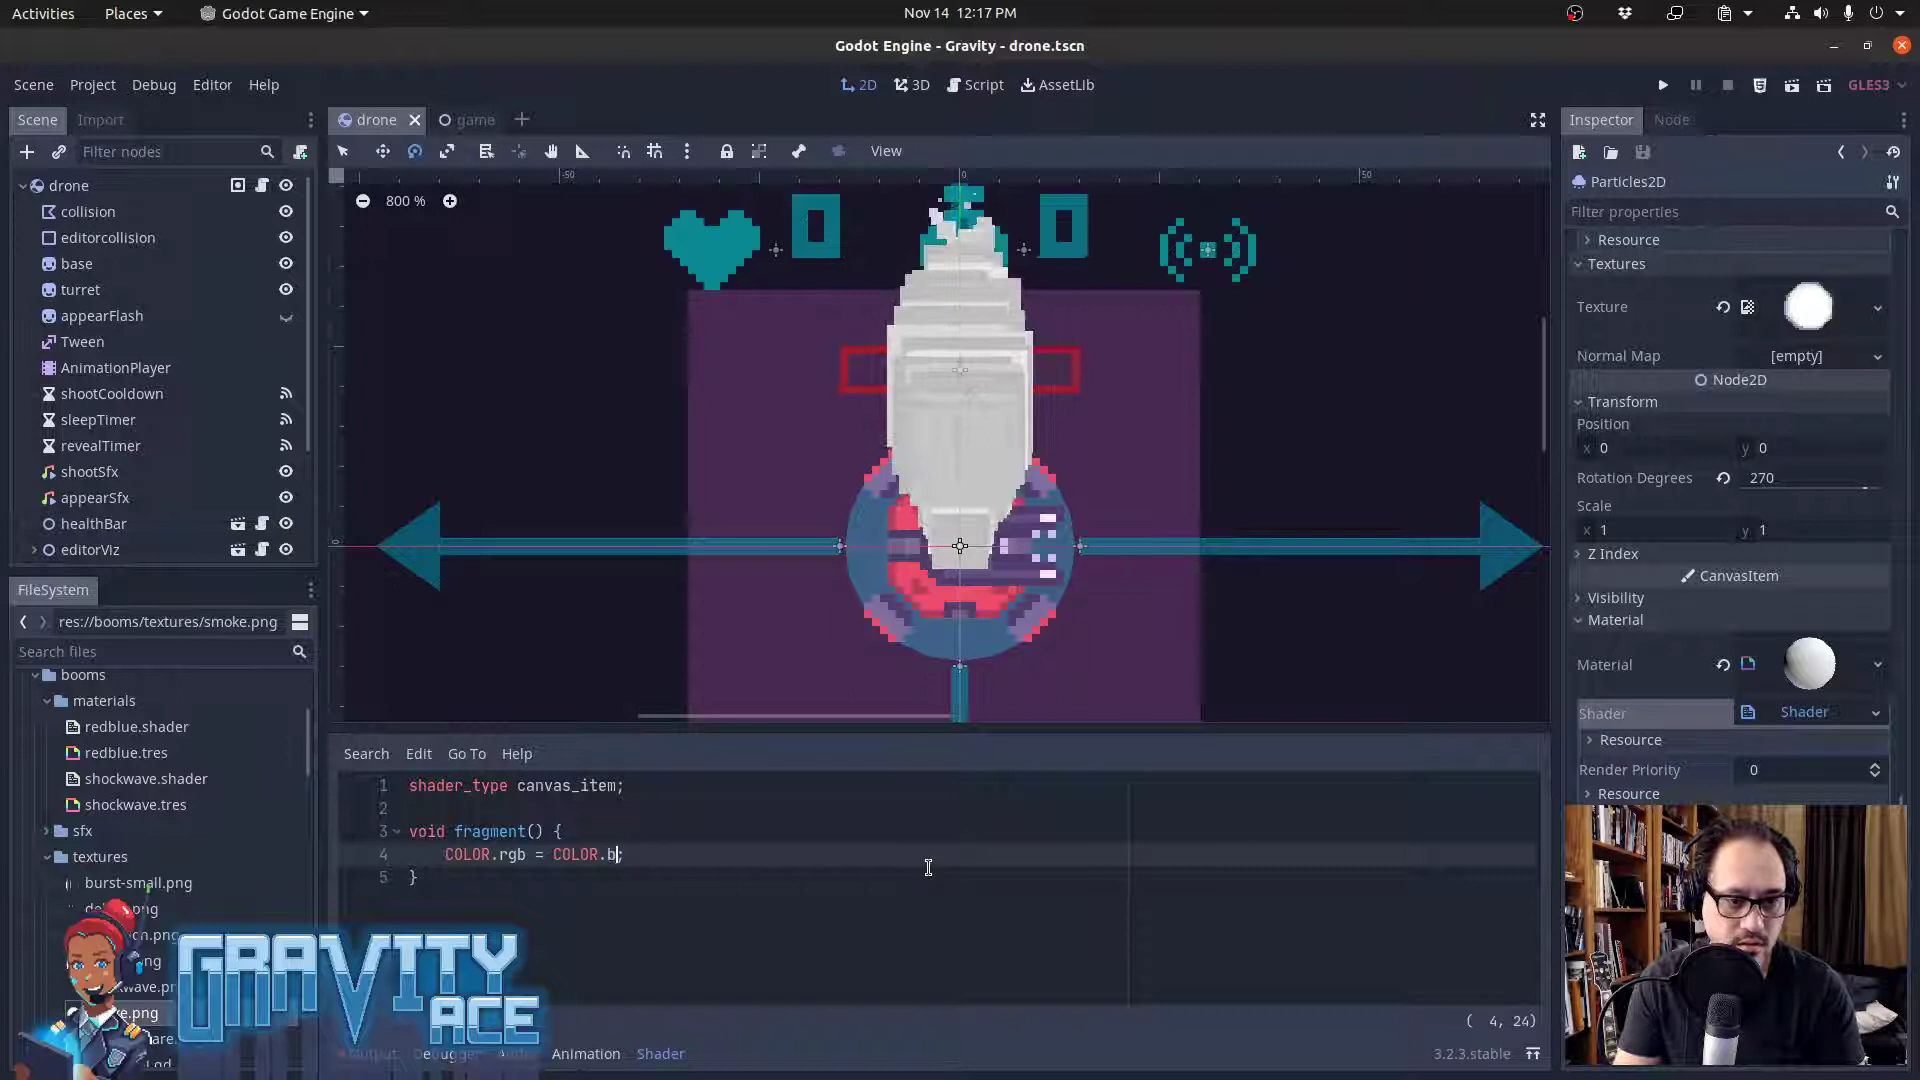 Activities Places Godot Game Engine Nov 14 12:17 PM
Godot Engine - Gravity - drone.tscn
Scene Project Debug Editor Help 2D 3D Script AssetLib GLES3
Scene Import
drone game
Inspector Node
Filter nodes
View
Particles2D
Filter properties
drone
collision
editorcollision
base
turret
appearFlash
Tween
AnimationPlayer
shootCooldown
sleepTimer
revealTimer
shootSfx
appearSfx
healthBar
editorViz
-50 0 50
800 %
Resource
Textures
Texture
Normal Map [empty]
Node2D
Transform
Position
x 0 y 0
Rotation Degrees 270
Scale
x 1 y 1
Z Index
CanvasItem
Visibility
Material
Material
Shader Shader
Resource
Render Priority 0
Resource
FileSystem
res://booms/textures/smoke.png
Search files
booms
materials
redblue.shader
redblue.tres
shockwave.shader
shockwave.tres
sfx
textures
burst-small.png
Search Edit Go To Help
1 shader_type canvas_item;
2
3 void fragment() {
4 COLOR.rgb = COLOR.b;
5 }
( 4, 24)
Animation Shader 3.2.3.stable
GRAVITY
ACE